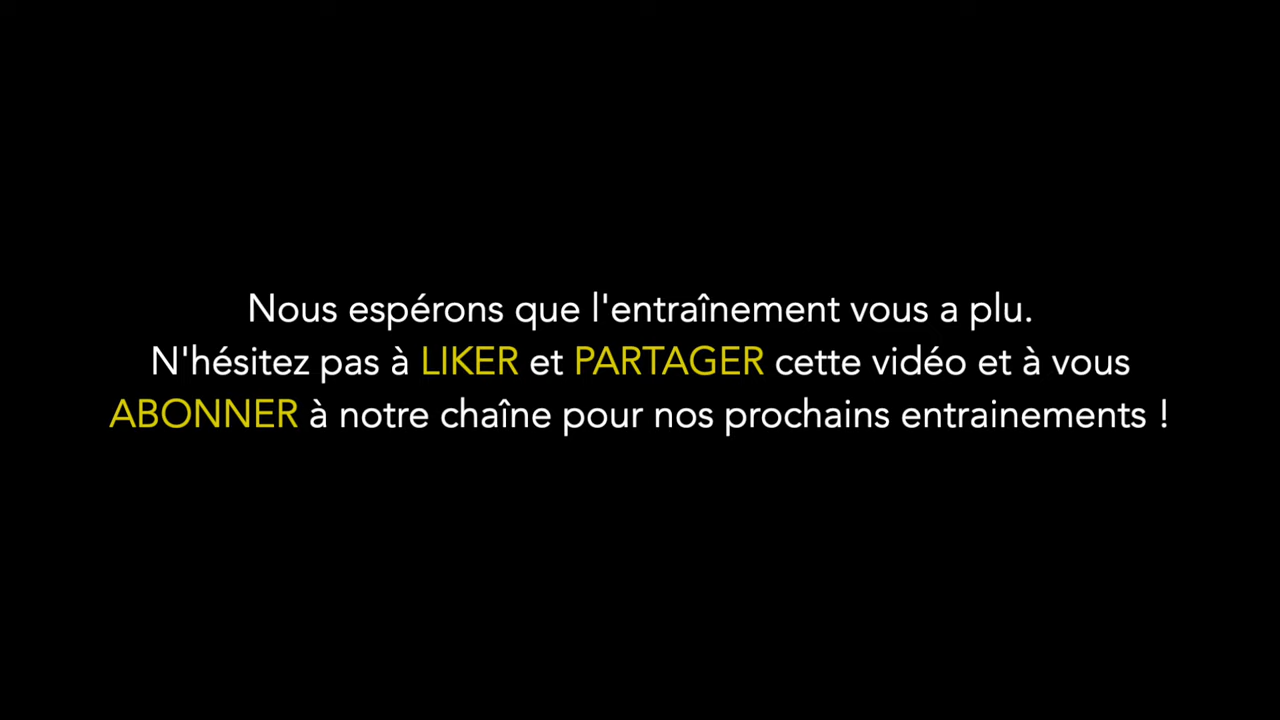 Nous espérons que l'entraînement vous a plu.
N'hésitez pas à LIKER et PARTAGER cette vidéo et à vous
ABONNER à notre chaîne pour nos prochains entrainements !